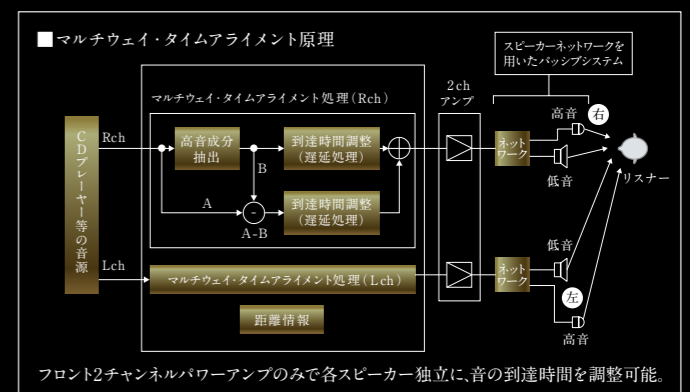 ■マルチウェイ・タイムアライメント原理
スピーカーネットワークを
用いたパッシブシステム
マルチウェイ・タイムアライメント処理(Rch)
2ch
アンプ
CDプレーヤー等の音源
Rch
高音成分
抽出
B
到達時間調整
(遅延処理)
A
-
A-B
到達時間調整
(遅延処理)
ネット
ワーク
高音
右
低音
リスナー
Lch
マルチウェイ・タイムアライメント処理(Lch)
距離情報
ネット
ワーク
低音
左
高音
フロント2チャンネルパワーアンプのみで各スピーカー独立に、音の到達時間を調整可能。